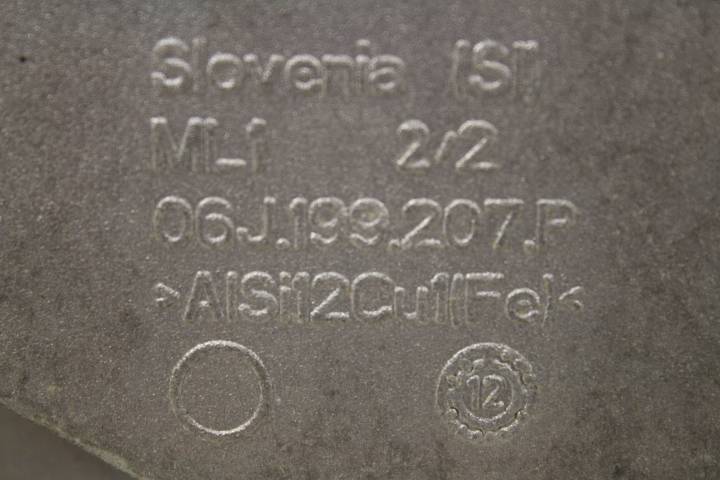 Slovenia (SI)
ML1 2/2
06J.199.207.P
>AlSi12Cu1(Fe)<
12